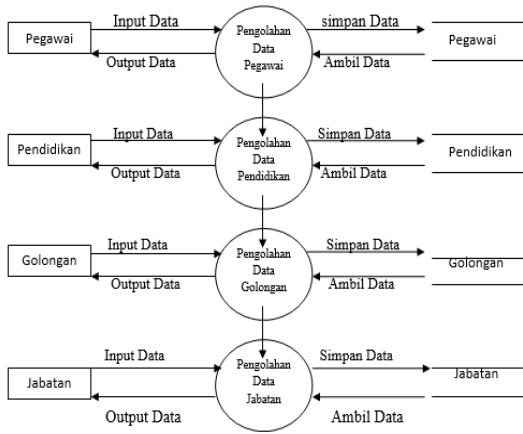 Input Data
Pengolahan
simpan Data
Pegawai
Data
Pegawai
Output Data
Pegawai
Ambil Data
Input Data
Pengolahan
Simpan Data
Pendidikan
Data
Pendidikan
Output Data
Pendidikan
Ambil Data
Input Data
Pengolahan
Simpan Data
Golongan
Data
Golongan
Output Data
Golongan
Ambil Data
Input Data
Pengolahan
Simpan Data
Jabatan
Data
Jabatan
Output Data
Jabatan
Ambil Data